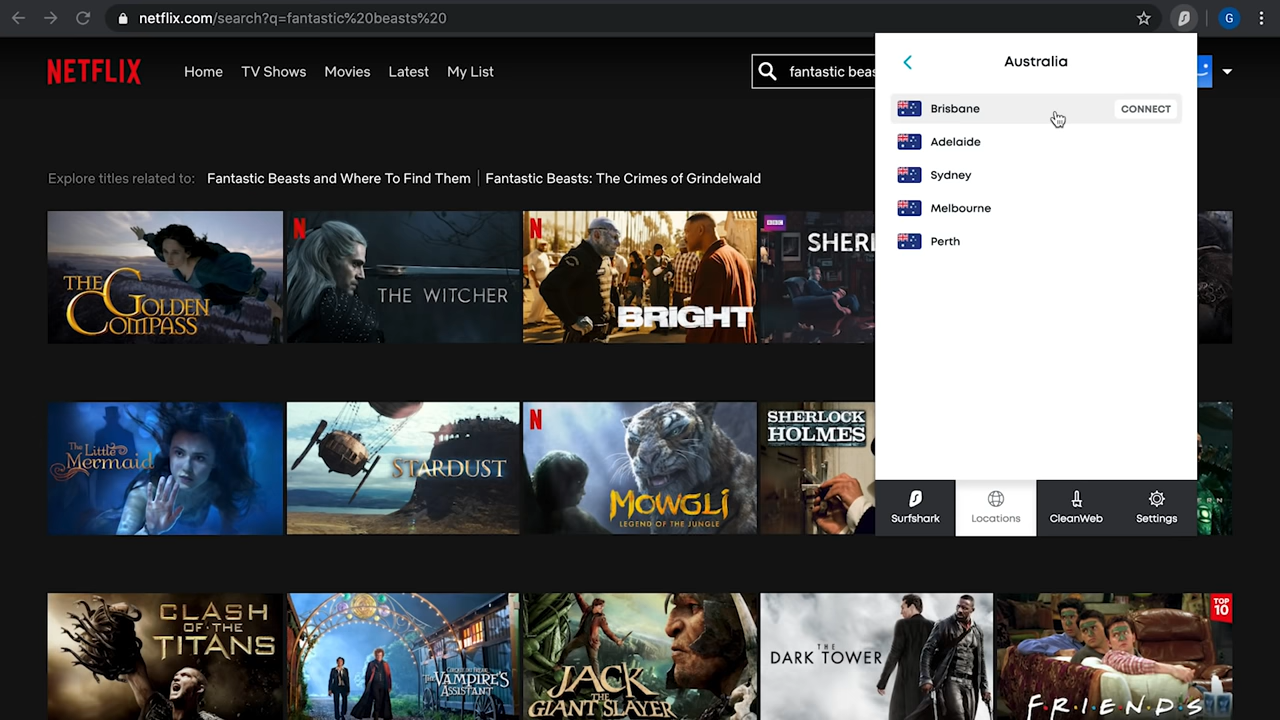 netflix.com/search?q=fantastic%20beasts%20
G
NETFLIX
Home
TV Shows
Movies
Latest
My List
fantastic beas
Explore titles related to:
Fantastic Beasts and Where To Find Them
Fantastic Beasts: The Crimes of Grindelwald
Australia
Brisbane
CONNECT
Adelaide
Sydney
Melbourne
Perth
Surfshark
Locations
CleanWeb
Settings
THE
GOLDEN
COMPASS
N
THE WITCHER
N
BRIGHT
BBC
SHERL
The Little
Mermaid
STARDUST
N
MOWGLI
LEGEND OF THE JUNGLE
SHERLOCK
HOLMES
CLASH
OF THE
TITANS
CIRQUE DU FREAK
THE VAMPIRE'S
ASSISTANT
JACK
THE
GIANT SLAYER
THE
DARK TOWER
TOP
10
F·R·I·E·N·D·S